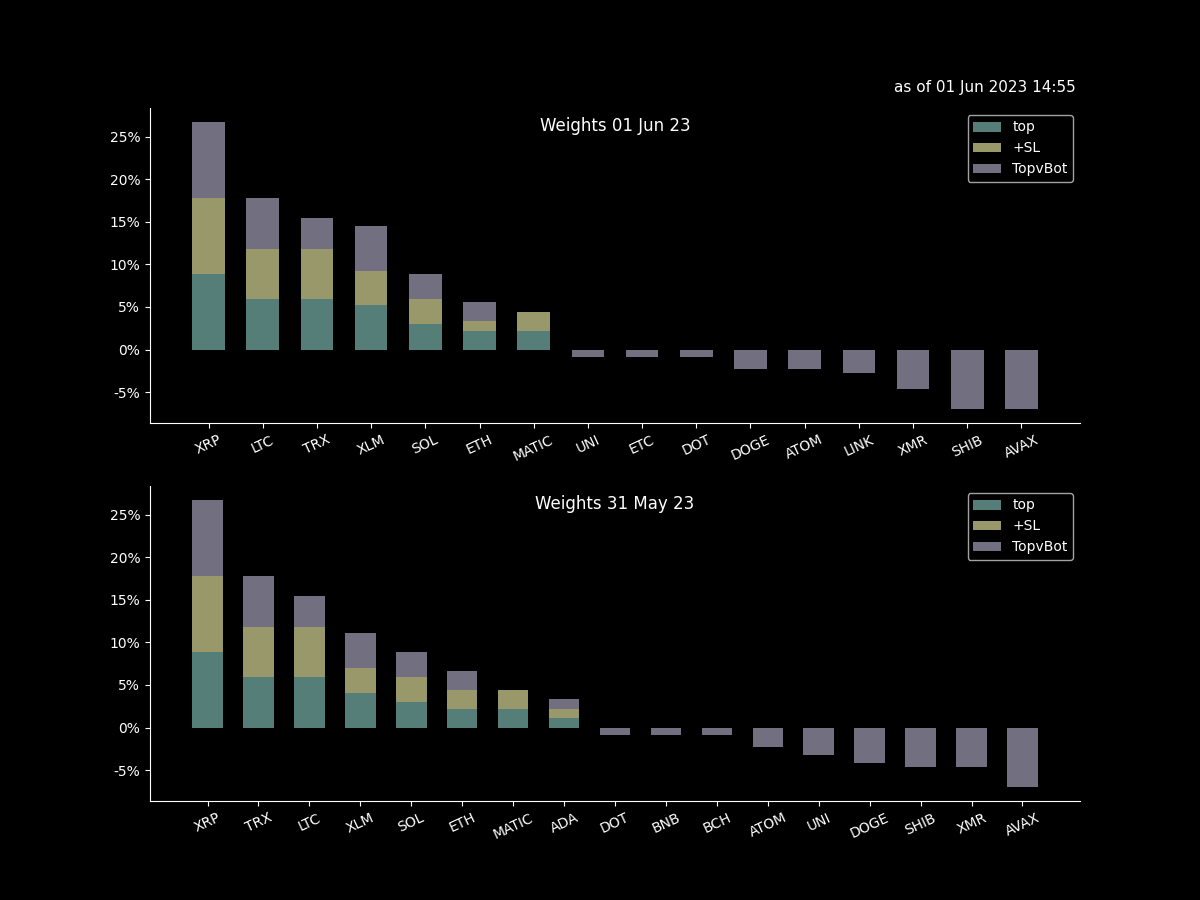 as of 01 Jun 2023 14:55
Weights 01 Jun 23
top
+SL
TopvBot
25%
20%
15%
10%
5%
0%
-5%
XRP LTC TRX XLM SOL ETH MATIC UNI ETC DOT DOGE ATOM LINK XMR SHIB AVAX
Weights 31 May 23
top
+SL
TopvBot
25%
20%
15%
10%
5%
0%
-5%
XRP TRX LTC XLM SOL ETH MATIC ADA DOT BNB BCH ATOM UNI DOGE SHIB XMR AVAX